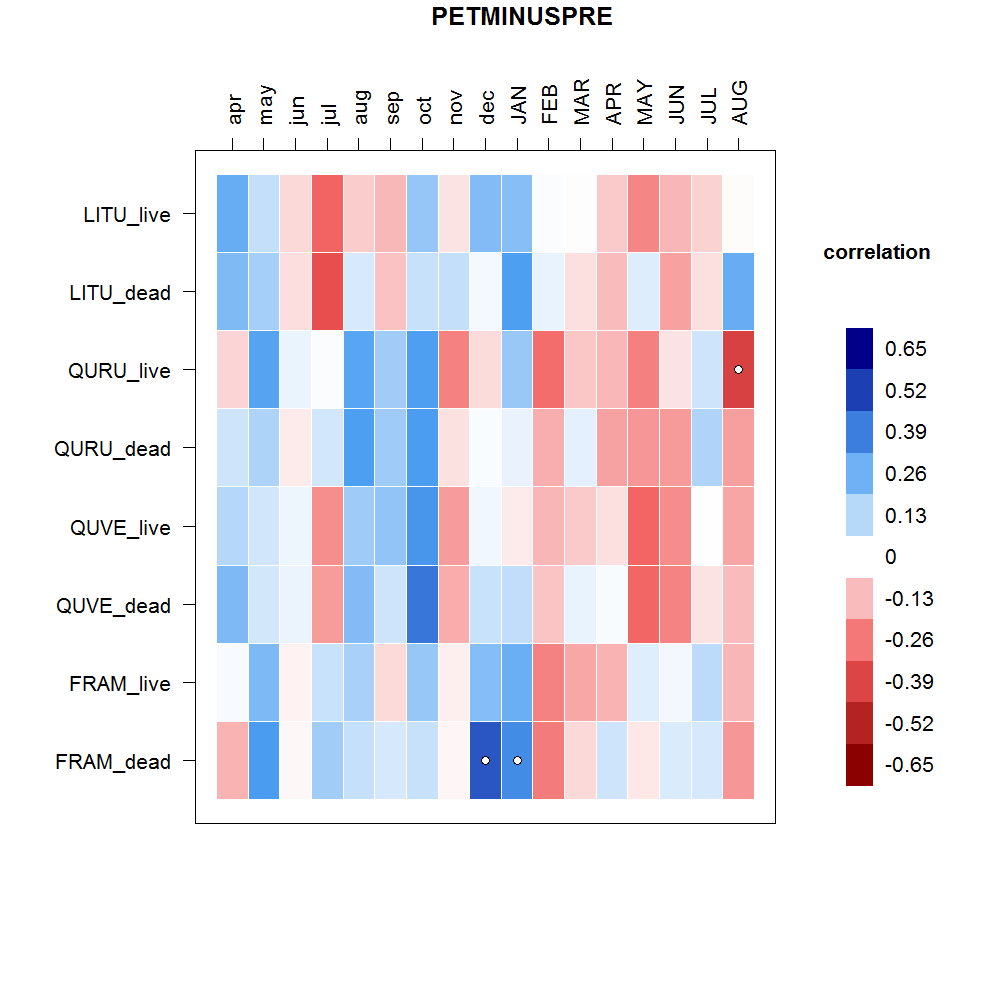 PETMINUSPRE
apr may jun jul aug sep oct nov dec JAN FEB MAR APR MAY JUN JUL AUG
LITU_live
LITU_dead
QURU_live
QURU_dead
QUVE_live
QUVE_dead
FRAM_live
FRAM_dead
correlation
0.65
0.52
0.39
0.26
0.13
0
-0.13
-0.26
-0.39
-0.52
-0.65